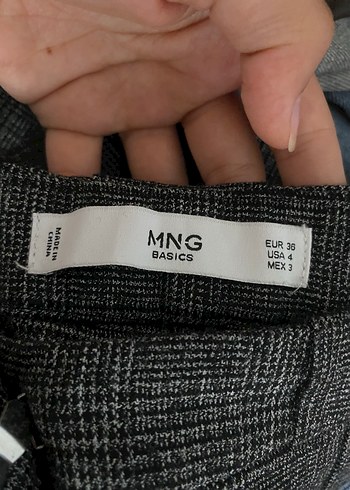 MADE IN
CHINA
MNG
BASICS
EUR 36
USA 4
MEX 3